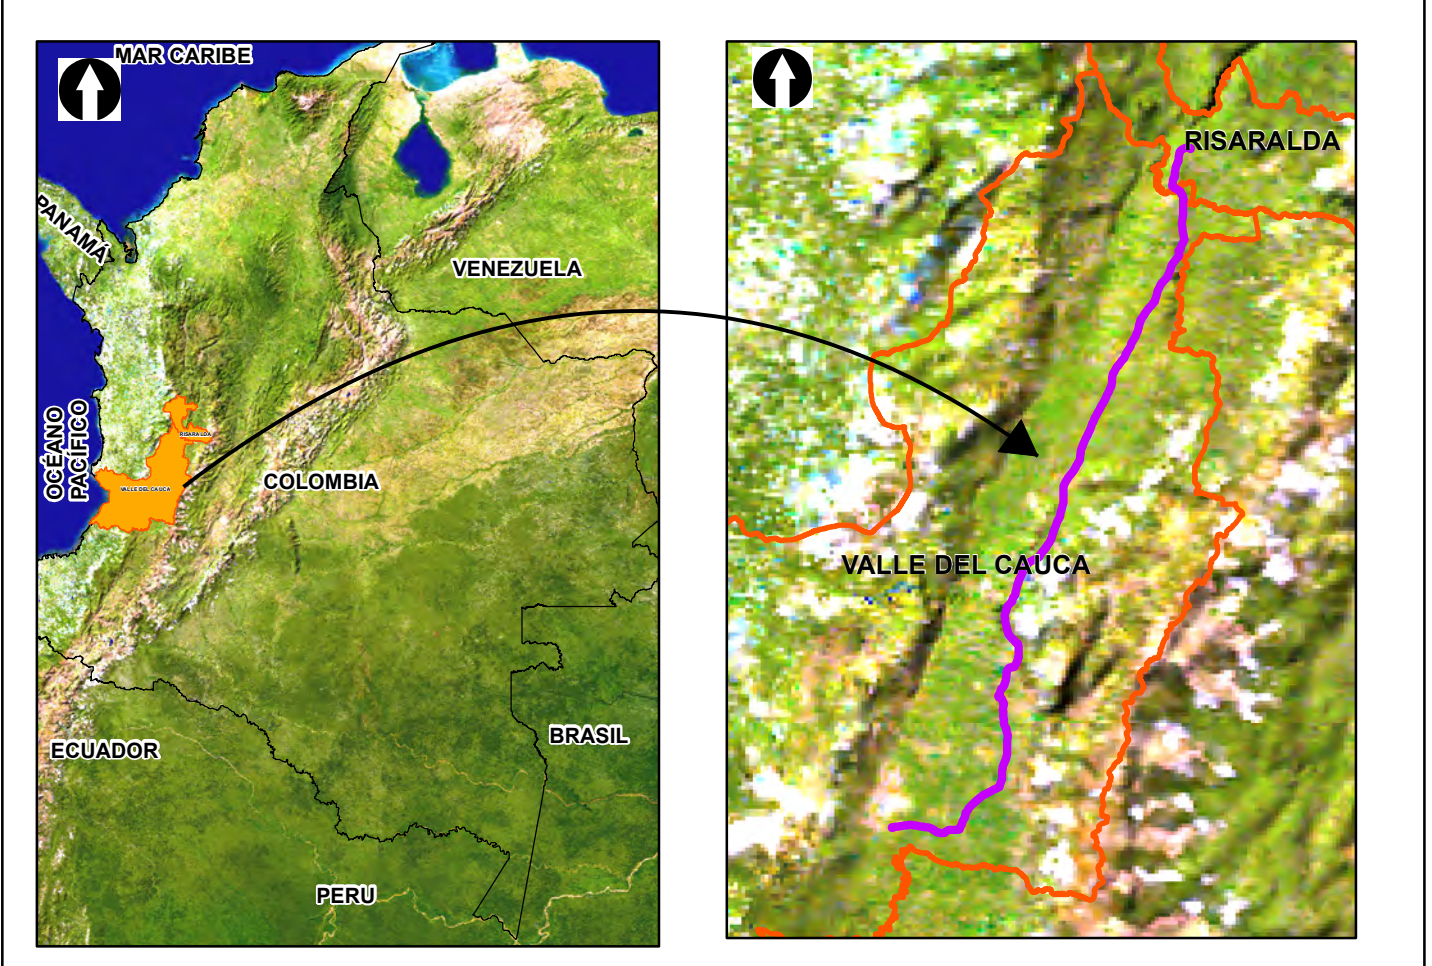 MAR CARIBE
PANAMÁ
VENEZUELA
OCÉANO
PACÍFICO
RISARALDA
VALLE DEL CAUCA
COLOMBIA
ECUADOR
BRASIL
PERU
RISARALDA
VALLE DEL CAUCA